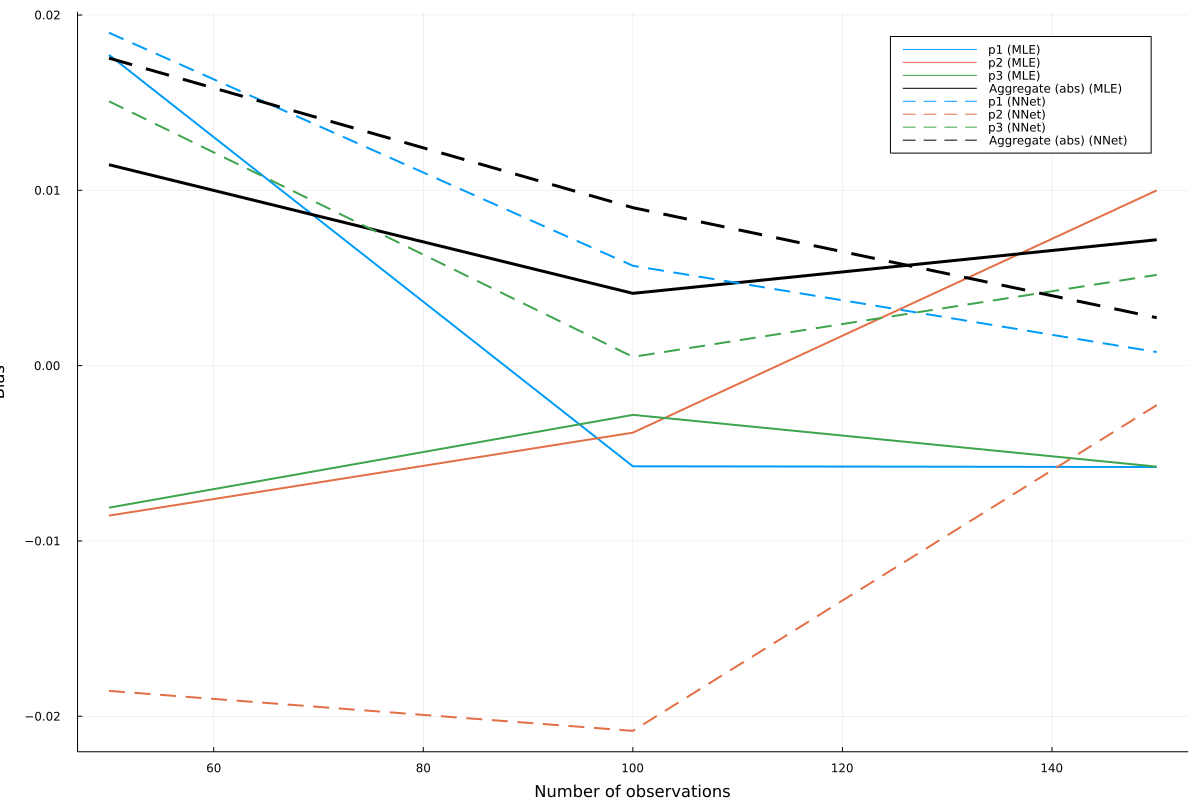 0.02
0.01
0.00
−0.01
−0.02
60
80
100
120
140
Number of observations
p1 (MLE)
p2 (MLE)
p3 (MLE)
Aggregate (abs) (MLE)
p1 (NNet)
p2 (NNet)
p3 (NNet)
Aggregate (abs) (NNet)